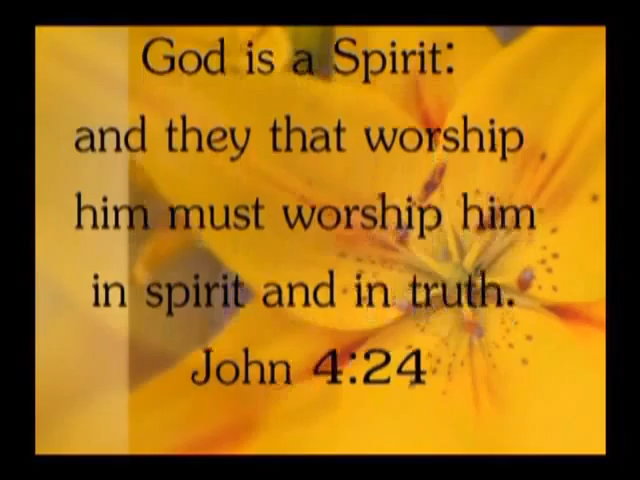 God is a Spirit:
and they that worship
him must worship him
in spirit and in truth.
John 4:24